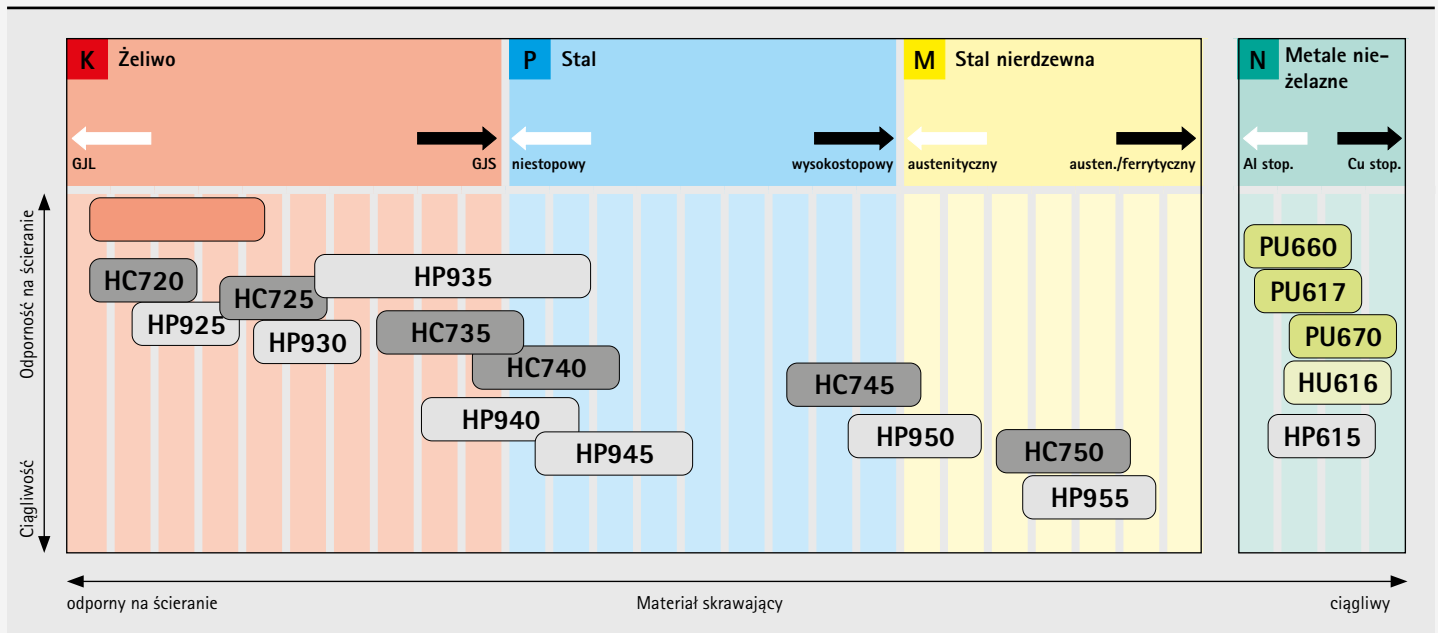 K Żeliwo
P Stal
M Stal nierdzewna
N Metale nie-
żelazne
GJL
GJS
niestopowy
wysokostopowy
austenityczny
austen./ferrytyczny
Al stop.
Cu stop.
Odporność na ścieranie
Ciągliwość
HC720
HP925
HC725
HP930
HP935
HC735
HC740
HP940
HP945
HC745
HP950
HC750
HP955
PU660
PU617
PU670
HU616
HP615
odporny na ścieranie
Materiał skrawający
ciągliwy